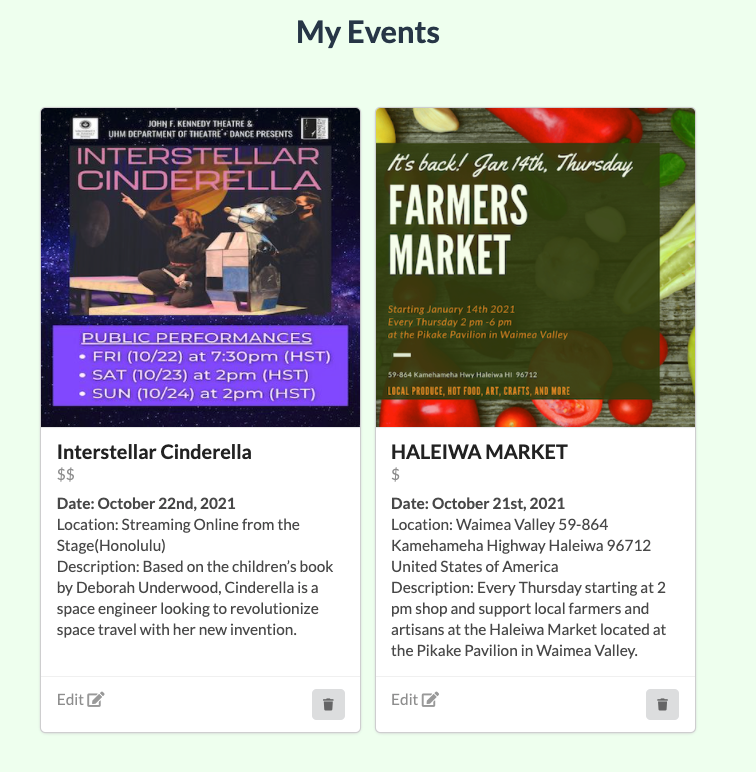 My Events
JOHN F. KENNEDY THEATRE &
UHM DEPARTMENT OF THEATRE + DANCE PRESENTS
INTERSTELLAR
CINDERELLA
PUBLIC PERFORMANCES
• FRI (10/22) at 7:30pm (HST)
• SAT (10/23) at 2pm (HST)
• SUN (10/24) at 2pm (HST)
Interstellar Cinderella
$$
Date: October 22nd, 2021
Location: Streaming Online from the
Stage(Honolulu)
Description: Based on the children’s book
by Deborah Underwood, Cinderella is a
space engineer looking to revolutionize
space travel with her new invention.
Edit
It's back! Jan 14th, Thursday
FARMERS
MARKET
Starting January 14th 2021
Every Thursday 2 pm -6 pm
at the Pikake Pavilion in Waimea Valley
59-864 Kamehameha Hwy Haleiwa HI 96712
LOCAL PRODUCE, HOT FOOD, ART, CRAFTS, AND MORE
HALEIWA MARKET
$
Date: October 21st, 2021
Location: Waimea Valley 59-864
Kamehameha Highway Haleiwa 96712
United States of America
Description: Every Thursday starting at 2
pm shop and support local farmers and
artisans at the Haleiwa Market located at
the Pikake Pavilion in Waimea Valley.
Edit